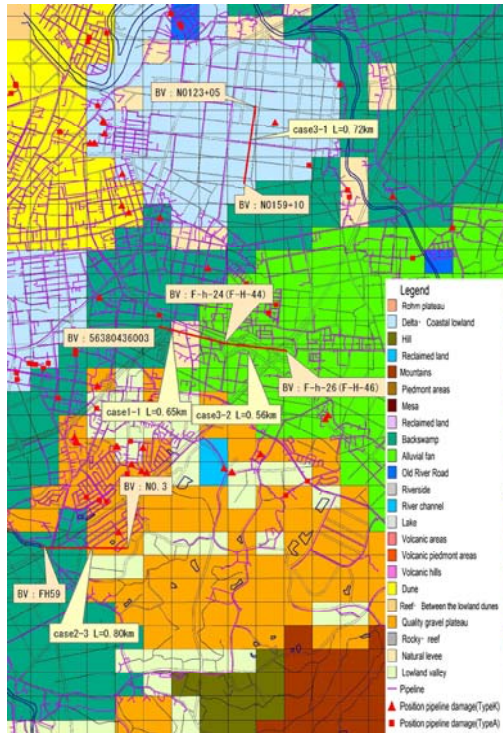 BV : N0123+05
case3-1 L=0.72km
BV : N0159+10
BV : F-h-24(F-H-44)
56380436003
BV : F-h-26(F-H-46)
case1-1 L=0.65km
case3-2 L=0.56km
BV : NO.3
BV : FH59
case2-3 L=0.80km
Legend
Rohm plateau
Delta· Coastal lowland
Hill
Reclaimed land
Mountains
Piedmont areas
Mesa
Reclaimed land
Backswamp
Alluvial fan
Old River Road
Riverside
River channel
Lake
Volcanic areas
Volcanic piedmont areas
Volcanic hills
Dune
Reef· Between the lowland dunes
Quality gravel plateau
Rocky· reef
Natural levee
Lowland valley
Pipeline
Position pipeline damage(TypeK)
Position pipeline damage(TypeA)